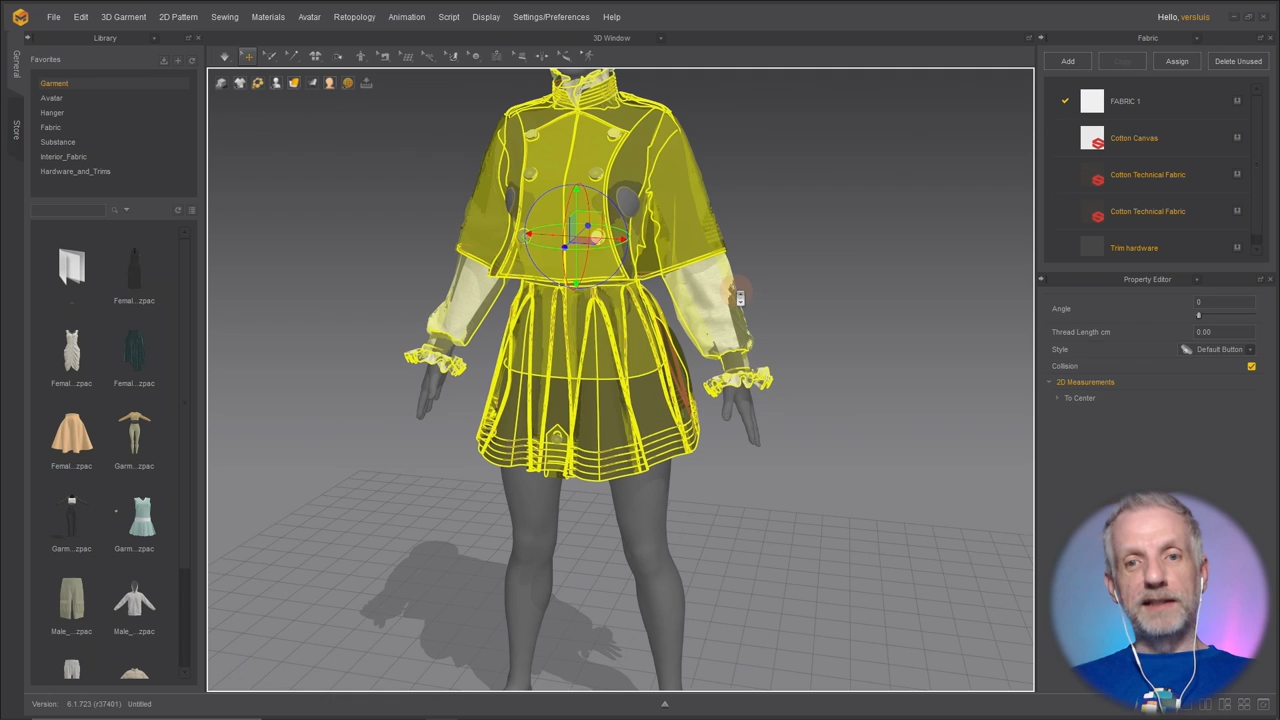 File Edit 3D Garment 2D Pattern Sewing Materials Avatar Retopology Animation Script Display Settings/Preferences Help
Hello, versluis
Library
3D Window
Fabric
General
Store
Favorites
Garment
Avatar
Hanger
Fabric
Substance
Interior_Fabric
Hardware_and_Trims
..
Femal...zpac
Femal...zpac
Femal...zpac
Femal...zpac
Garm...zpac
Garm...zpac
Garm...zpac
Male_...zpac
Male_...zpac
Add
Assign
Delete Unused
FABRIC 1
Cotton Canvas
Cotton Technical Fabric
Cotton Technical Fabric
Trim hardware
Property Editor
Angle 0
Thread Length cm 0.00
Style Default Button
Collision
2D Measurements
To Center
Version: 6.1.723 (r37401) Untitled